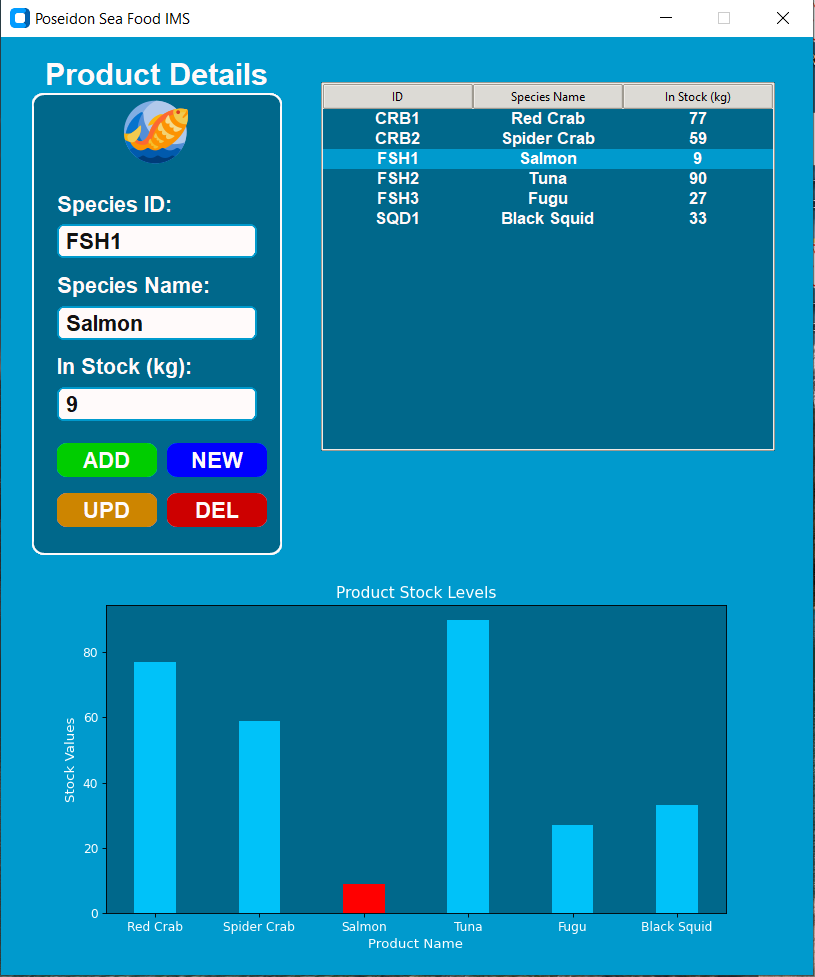 Poseidon Sea Food IMS
Product Details
Species ID:
FSH1
Species Name:
Salmon
In Stock (kg):
9
ADD NEW
UPD DEL
ID Species Name In Stock (kg)
CRB1 Red Crab 77
CRB2 Spider Crab 59
FSH1 Salmon 9
FSH2 Tuna 90
FSH3 Fugu 27
SQD1 Black Squid 33
Product Stock Levels
Stock Values
80
60
40
20
0
Red Crab Spider Crab Salmon Tuna Fugu Black Squid
Product Name